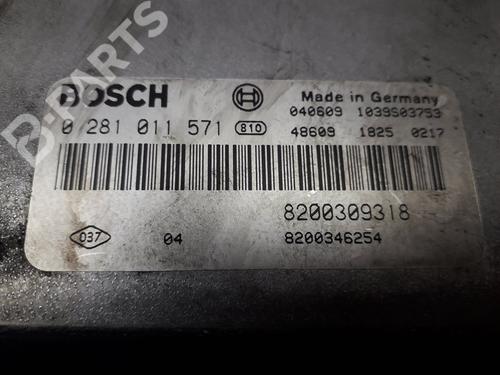 B-PARTS
BOSCH
Made in Germany
040609 1039S03753
0 281 011 571 810
48609 1825 0217
8200309318
037 04 8200346254